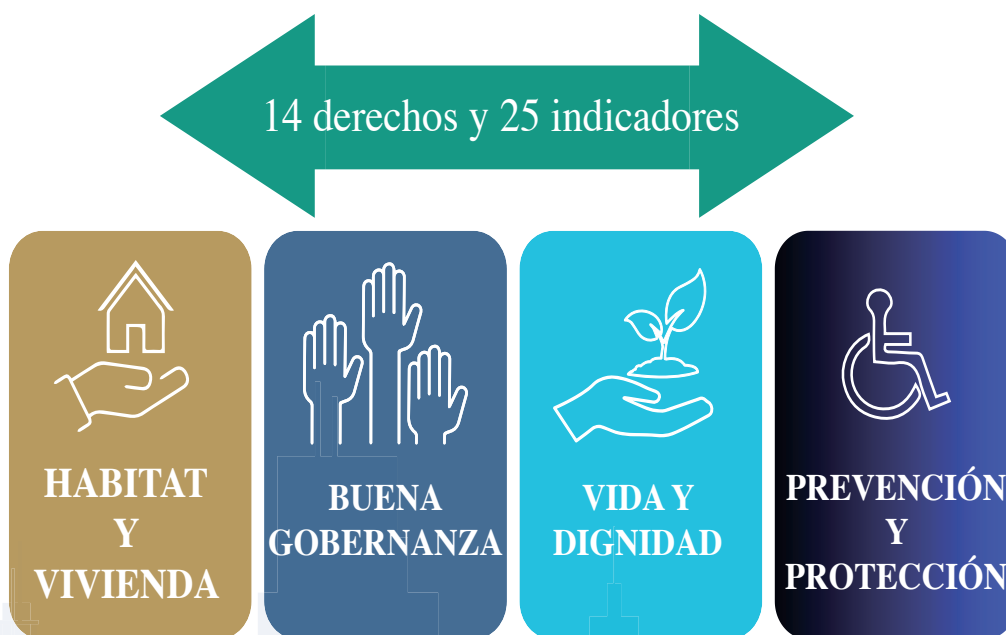 14 derechos y 25 indicadores
HABITAT
Y
VIVIENDA
BUENA
GOBERNANZA
VIDA Y
DIGNIDAD
PREVENCIÓN
Y
PROTECCIÓN